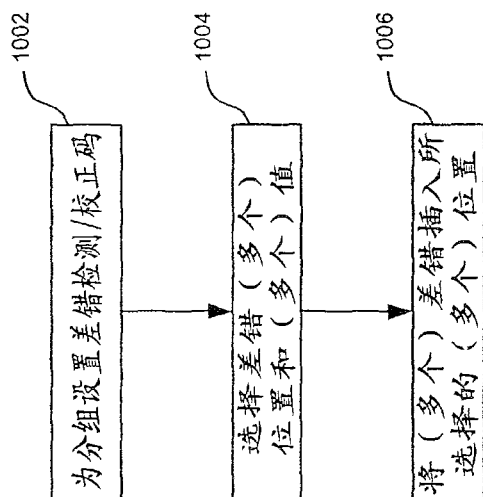 1002
为分组设置差错检测/校正码
1004
选择差错(多个)
位置和(多个)值
1006
将(多个)差错插入所
选择的(多个)位置